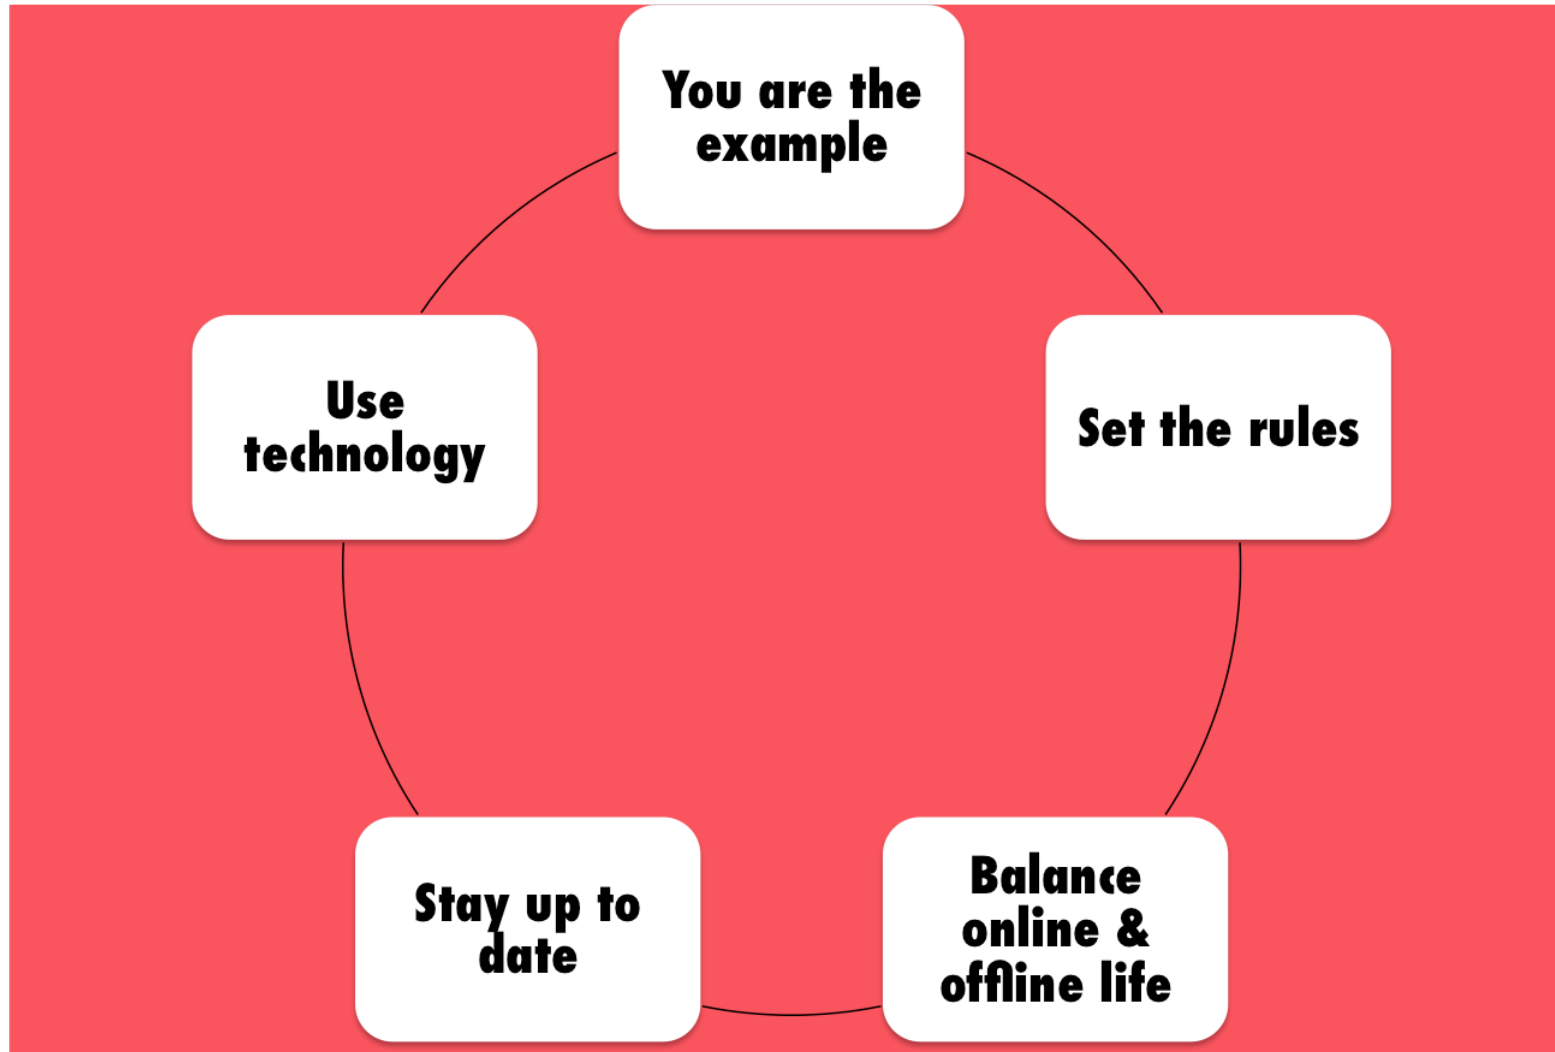 You are the
example
Set the rules
Balance
online &
offline life
Stay up to
date
Use
technology